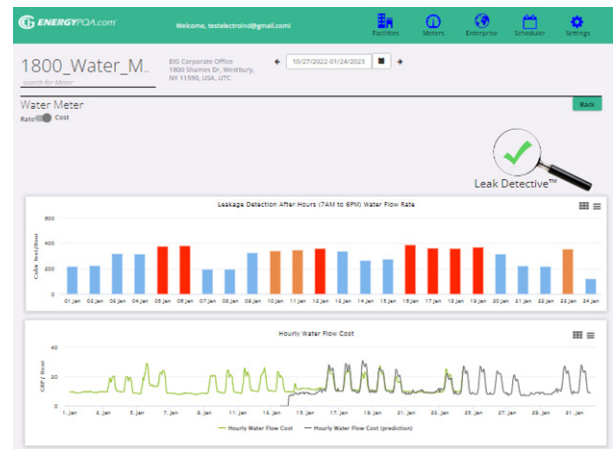 ENERGYPQA.com
Welcome, testelectroind@gmail.com!
Facilities Meters Enterprise Scheduler Settings
1800_Water_M..
search for Meter
EIG Corporate Office
1800 Shames Dr, Westbury,
NY 11590, USA, UTC
10/27/2022-01/24/2023
Water Meter
Back
Rate Cost
Leak Detective™
Leakage Detection After Hours (7AM to 6PM) Water Flow Rate
Cubic feet/Hour
600
400
200
0
01 Jan 02 Jan 03 Jan 04 Jan 05 Jan 06 Jan 07 Jan 08 Jan 09 Jan 10 Jan 11 Jan 12 Jan 13 Jan 14 Jan 15 Jan 16 Jan 17 Jan 18 Jan 19 Jan 20 Jan 21 Jan 22 Jan 23 Jan 24 Jan
Hourly Water Flow Cost
GBP/ Hour
40
20
0
1. Jan 3. Jan 5. Jan 7. Jan 9. Jan 11. Jan 13. Jan 15. Jan 17. Jan 19. Jan 21. Jan 23. Jan 25. Jan 27. Jan 29. Jan 31. Jan
Hourly Water Flow Cost Hourly Water Flow Cost (prediction)